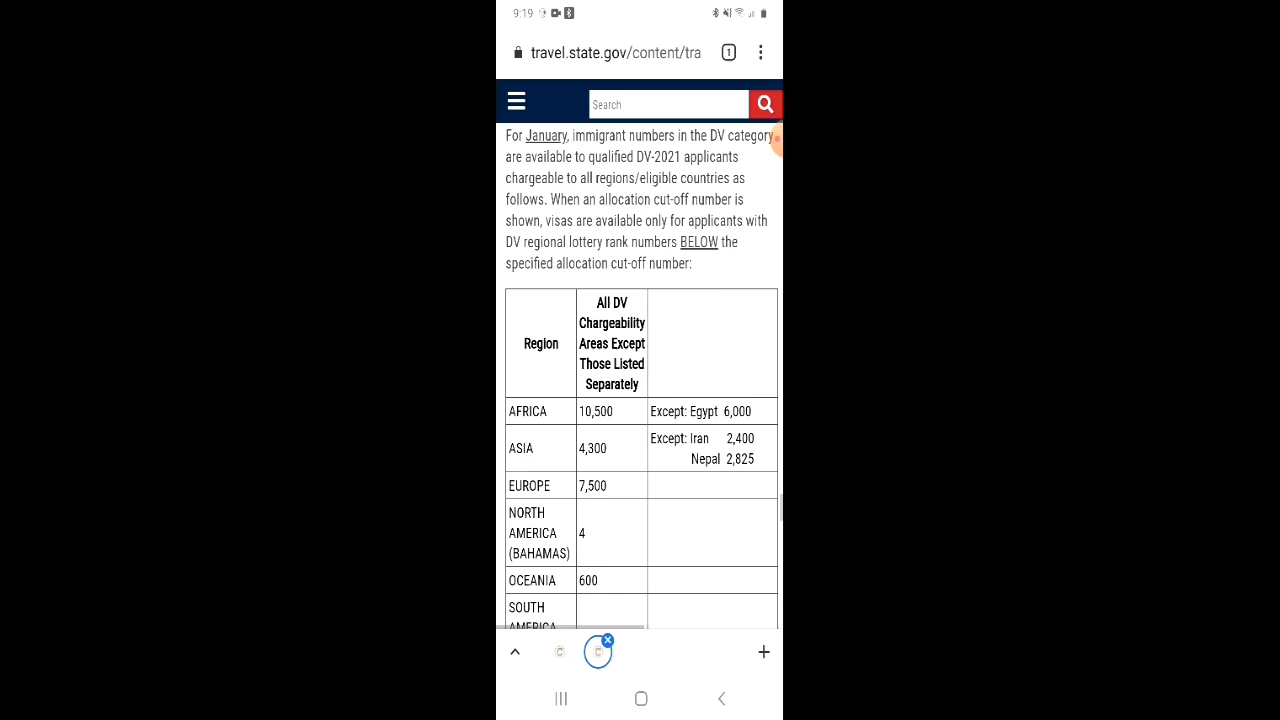 9:19
travel.state.gov/content/tra
1
Search
For January, immigrant numbers in the DV category
are available to qualified DV-2021 applicants
chargeable to all regions/eligible countries as
follows. When an allocation cut-off number is
shown, visas are available only for applicants with
DV regional lottery rank numbers BELOW the
specified allocation cut-off number:
Region
All DV
Chargeability
Areas Except
Those Listed
Separately
AFRICA 10,500 Except: Egypt 6,000
ASIA 4,300 Except: Iran 2,400
Nepal 2,825
EUROPE 7,500
NORTH
AMERICA 4
(BAHAMAS)
OCEANIA 600
SOUTH
AMERICA
C C